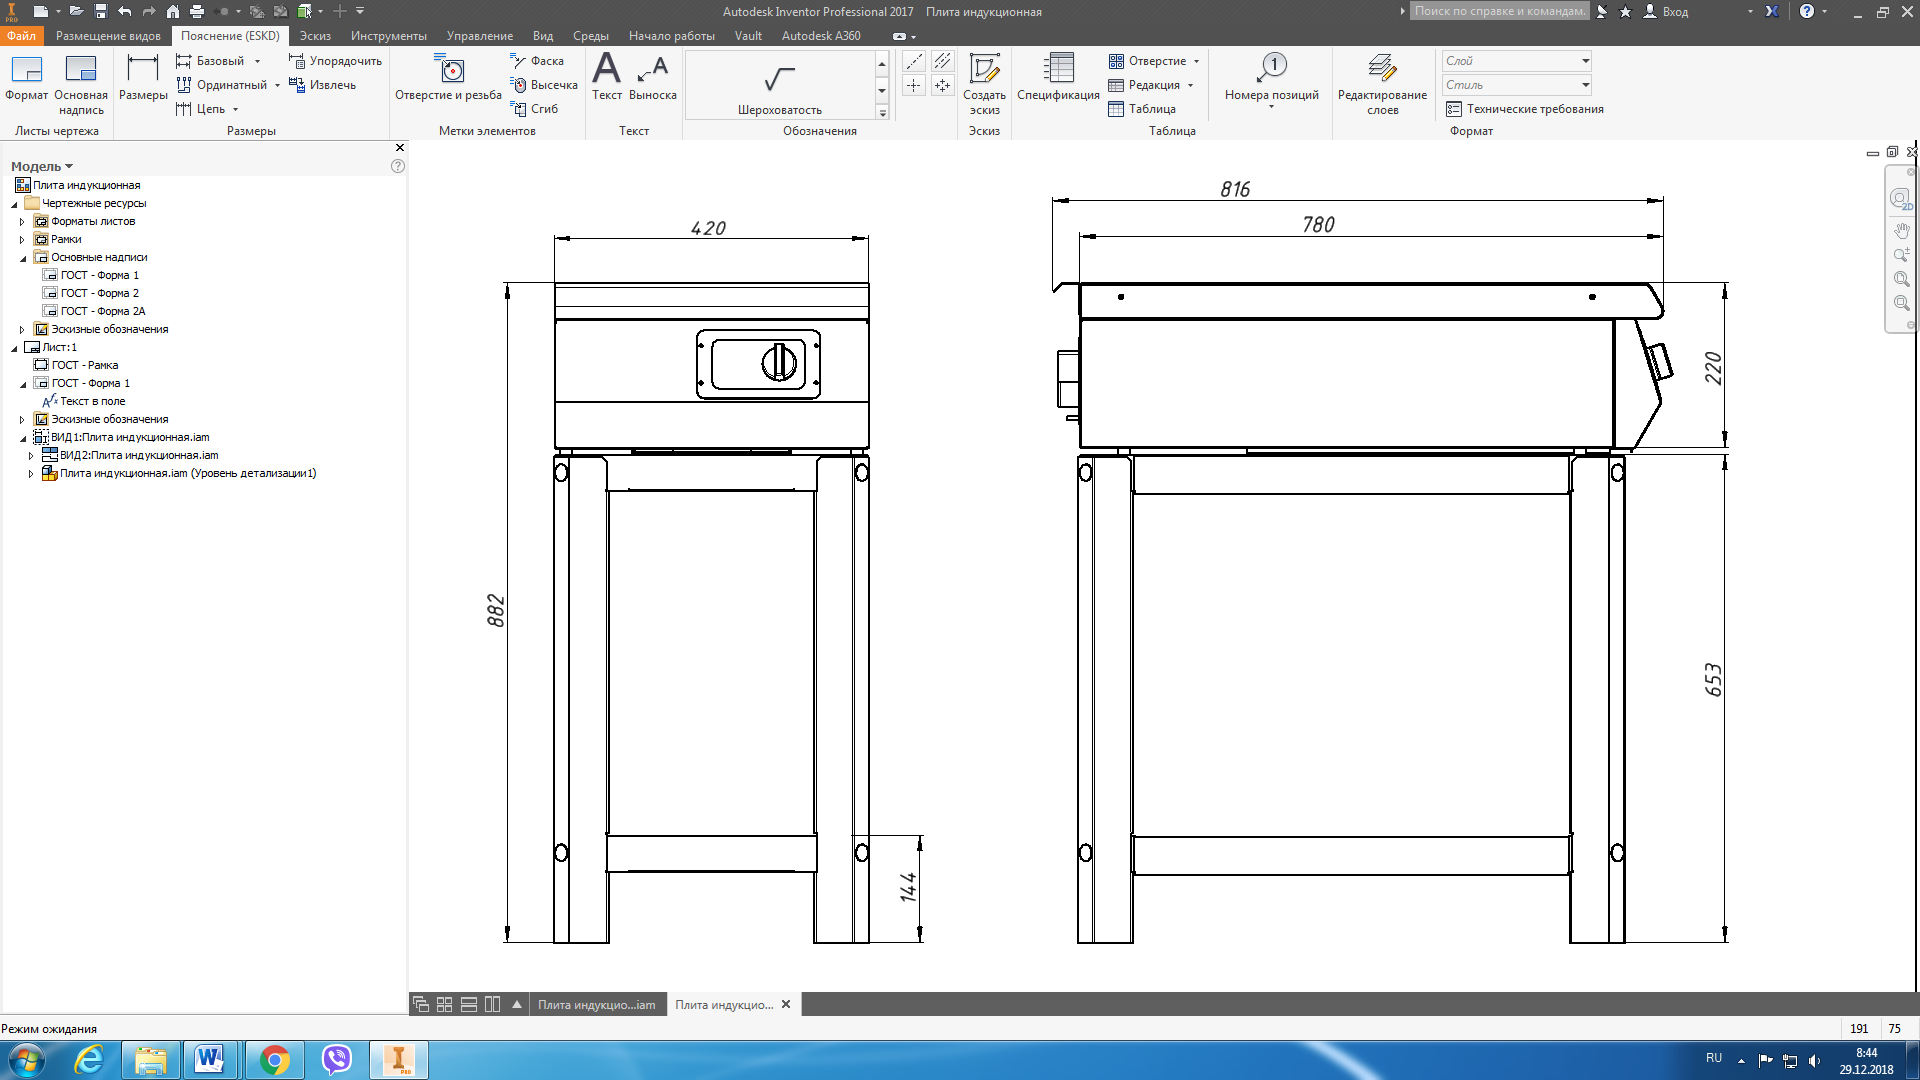 Autodesk Inventor Professional 2017 Плита индукционная
Поиск по справке и командам.
Вход
Файл Размещение видов Пояснение (ESKD) Эскиз Инструменты Управление Вид Среды Начало работы Vault Autodesk A360
Формат
Основная надпись
Листы чертежа
Размеры
Базовый
Ординатный
Цепь
Упорядочить
Извлечь
Размеры
Отверстие и резьба
Фаска
Высечка
Сгиб
Метки элементов
Текст
Выноска
Текст
Шероховатость
Обозначения
Создать эскиз
Эскиз
Спецификация
Отверстие
Редакция
Таблица
Номера позиций
Таблица
Редактирование слоев
Слой
Стиль
Технические требования
Формат
Модель
Плита индукционная
Чертежные ресурсы
Форматы листов
Рамки
Основные надписи
ГОСТ - Форма 1
ГОСТ - Форма 2
ГОСТ - Форма 2А
Эскизные обозначения
Лист:1
ГОСТ - Рамка
ГОСТ - Форма 1
Текст в поле
Эскизные обозначения
ВИД1:Плита индукционная.iam
ВИД2:Плита индукционная.iam
Плита индукционная.iam (Уровень детализации1)
420
882
144
816
780
220
653
2D
Плита индукцио...iam
Плита индукцио...
Режим ожидания
191 75
RU
8:44
29.12.2018